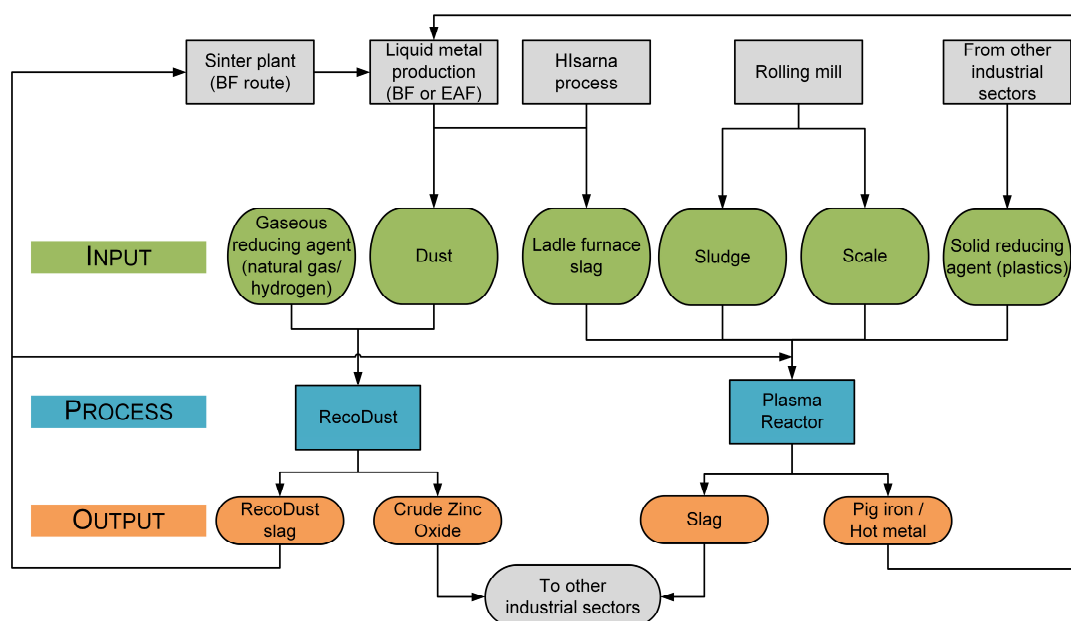 Sinter plant
(BF route)
Liquid metal
production
(BF or EAF)
HIsarna
process
Rolling mill
From other
industrial
sectors
INPUT
Gaseous
reducing agent
(natural gas/
hydrogen)
Dust
Ladle furnace
slag
Sludge
Scale
Solid reducing
agent (plastics)
PROCESS
RecoDust
Plasma
Reactor
OUTPUT
RecoDust
slag
Crude Zinc
Oxide
Slag
Pig iron /
Hot metal
To other
industrial sectors